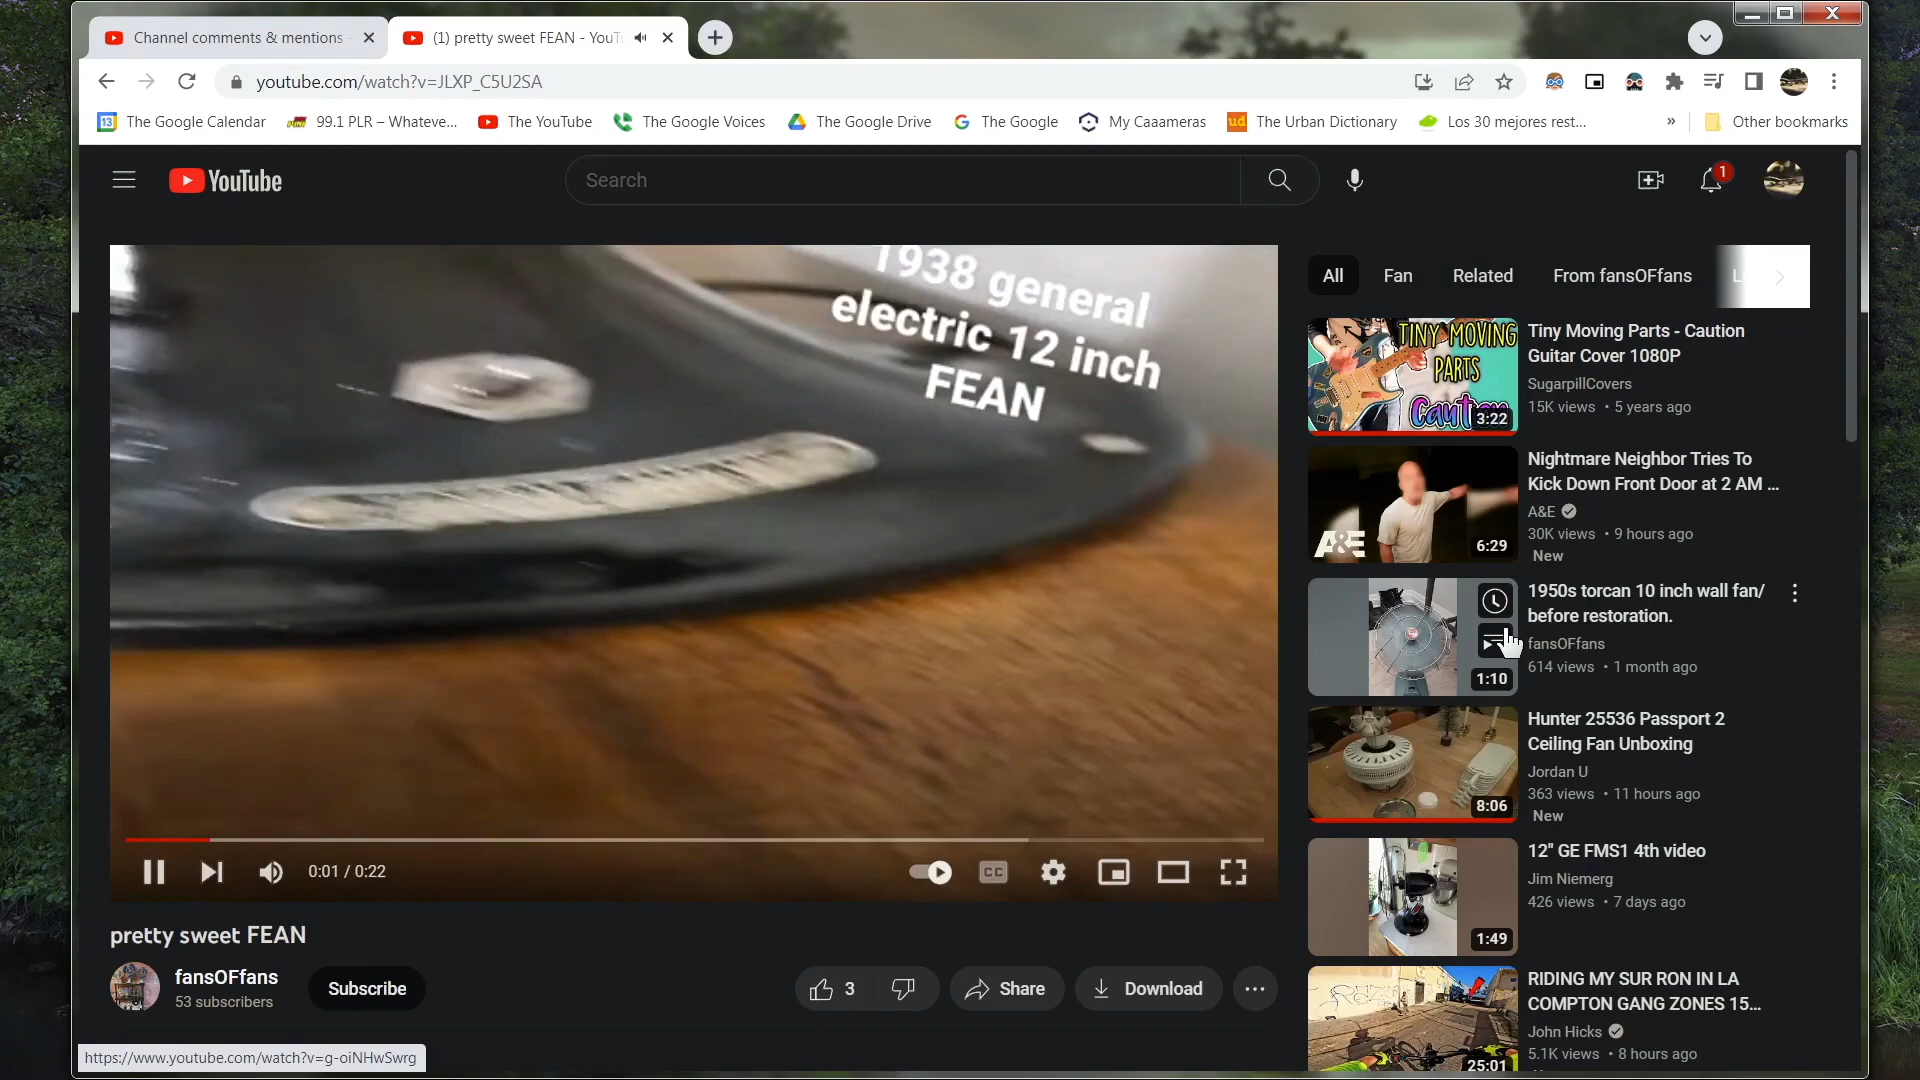 Channel comments & mentions
(1) pretty sweet FEAN - YouT
youtube.com/watch?v=JLXP_C5U2SA
13 The Google Calendar
99.1 PLR – Whateve...
The YouTube
The Google Voices
The Google Drive
The Google
My Caaameras
ud The Urban Dictionary
Los 30 mejores rest...
»
Other bookmarks
YouTube
Search
1
1938 general
electric 12 inch
FEAN
0:01 / 0:22
CC
pretty sweet FEAN
fansOFfans
53 subscribers
Subscribe
3
Share
Download
All
Fan
Related
From fansOFfans
TINY MOVING
PARTS
Caution
3:22
Tiny Moving Parts - Caution
Guitar Cover 1080P
SugarpillCovers
15K views • 5 years ago
A&E
6:29
Nightmare Neighbor Tries To
Kick Down Front Door at 2 AM ...
A&E
30K views • 9 hours ago
New
1:10
1950s torcan 10 inch wall fan/
before restoration.
fansOFfans
614 views • 1 month ago
8:06
Hunter 25536 Passport 2
Ceiling Fan Unboxing
Jordan U
363 views • 11 hours ago
New
1:49
12" GE FMS1 4th video
Jim Niemerg
426 views • 7 days ago
25:01
RIDING MY SUR RON IN LA
COMPTON GANG ZONES 15...
John Hicks
5.1K views • 8 hours ago
https://www.youtube.com/watch?v=g-oiNHwSwrg